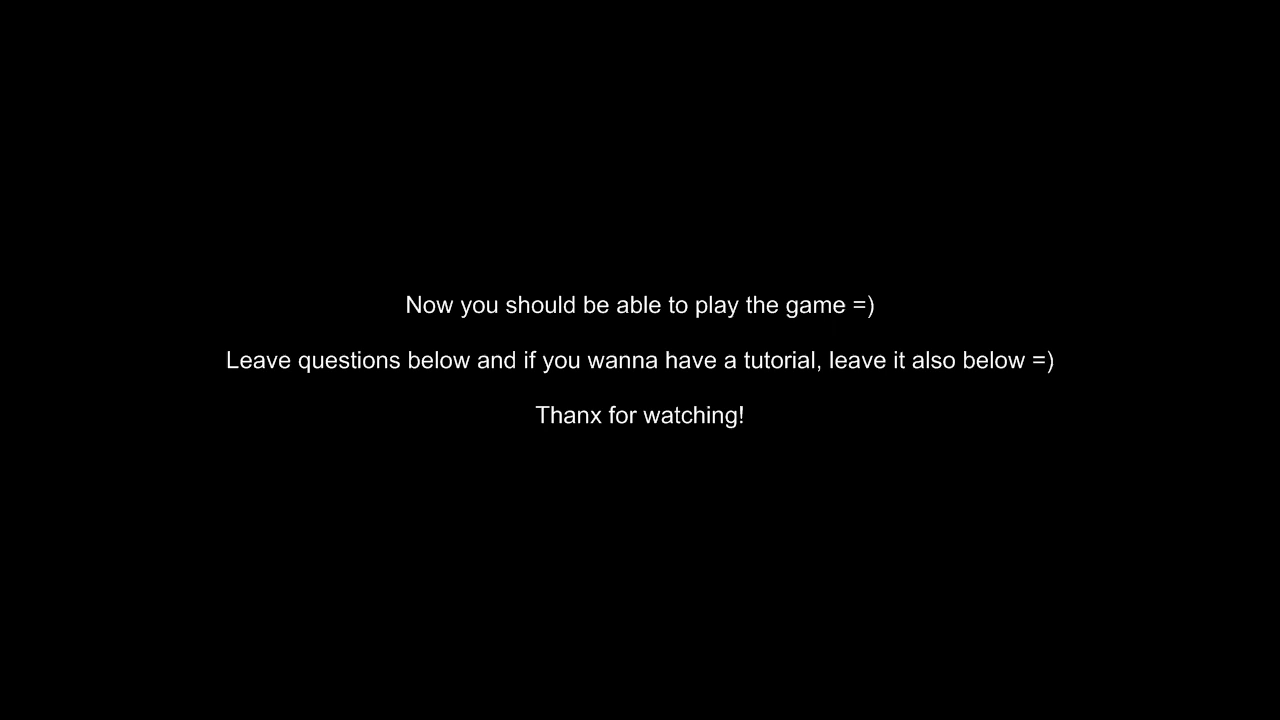 Now you should be able to play the game =)
Leave questions below and if you wanna have a tutorial, leave it also below =)
Thanx for watching!